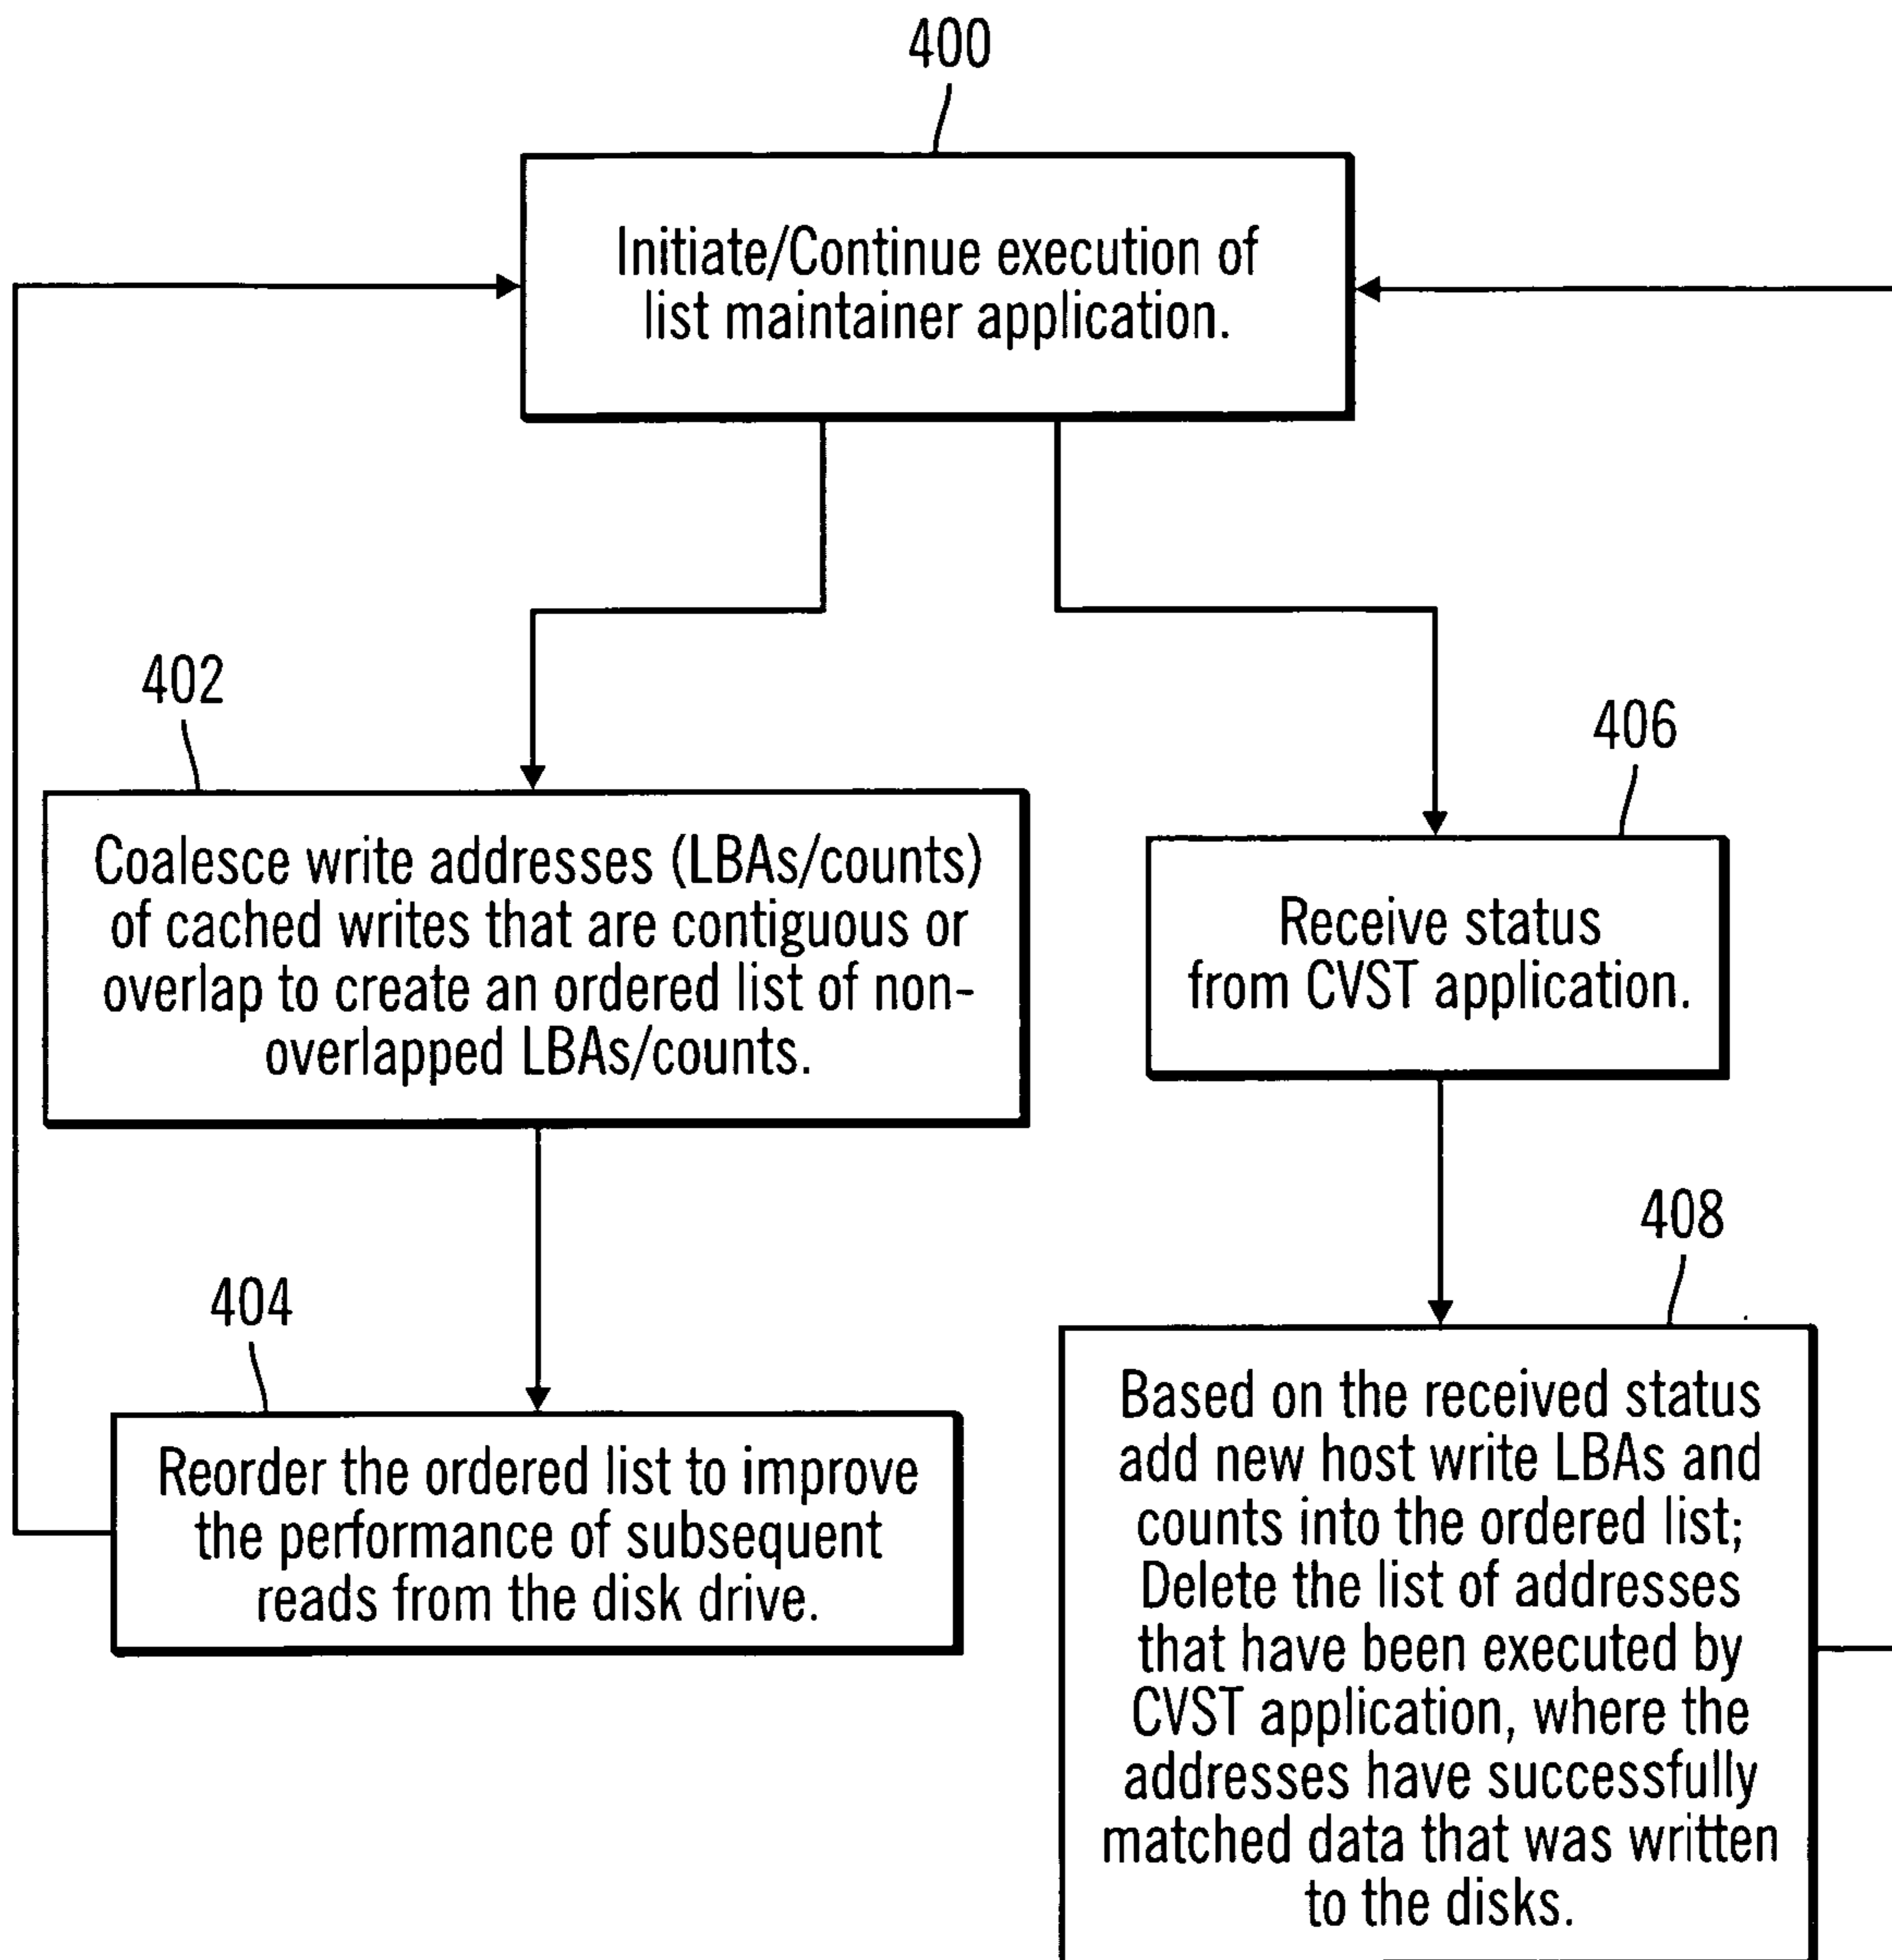 400
Initiate/Continue execution of
list maintainer application.
402
Coalesce write addresses (LBAs/counts)
of cached writes that are contiguous or
overlap to create an ordered list of non-
overlapped LBAs/counts.
404
Reorder the ordered list to improve
the performance of subsequent
reads from the disk drive.
406
Receive status
from CVST application.
408
Based on the received status
add new host write LBAs and
counts into the ordered list;
Delete the list of addresses
that have been executed by
CVST application, where the
addresses have successfully
matched data that was written
to the disks.